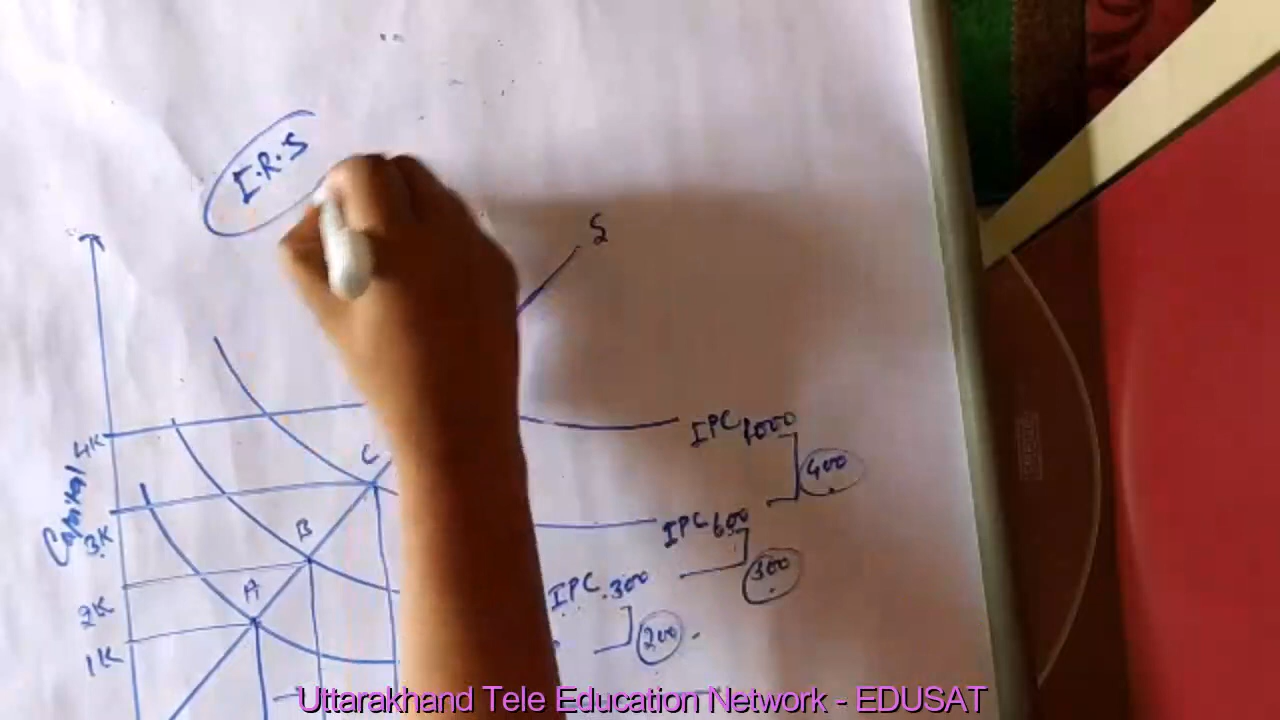 I.R.S
S
4K
C
IPC 1000
400
Capital
3K
B
IPC 600
300
A
IPC 300
2K
200
1K
Uttarakhand Tele Education Network - EDUSAT